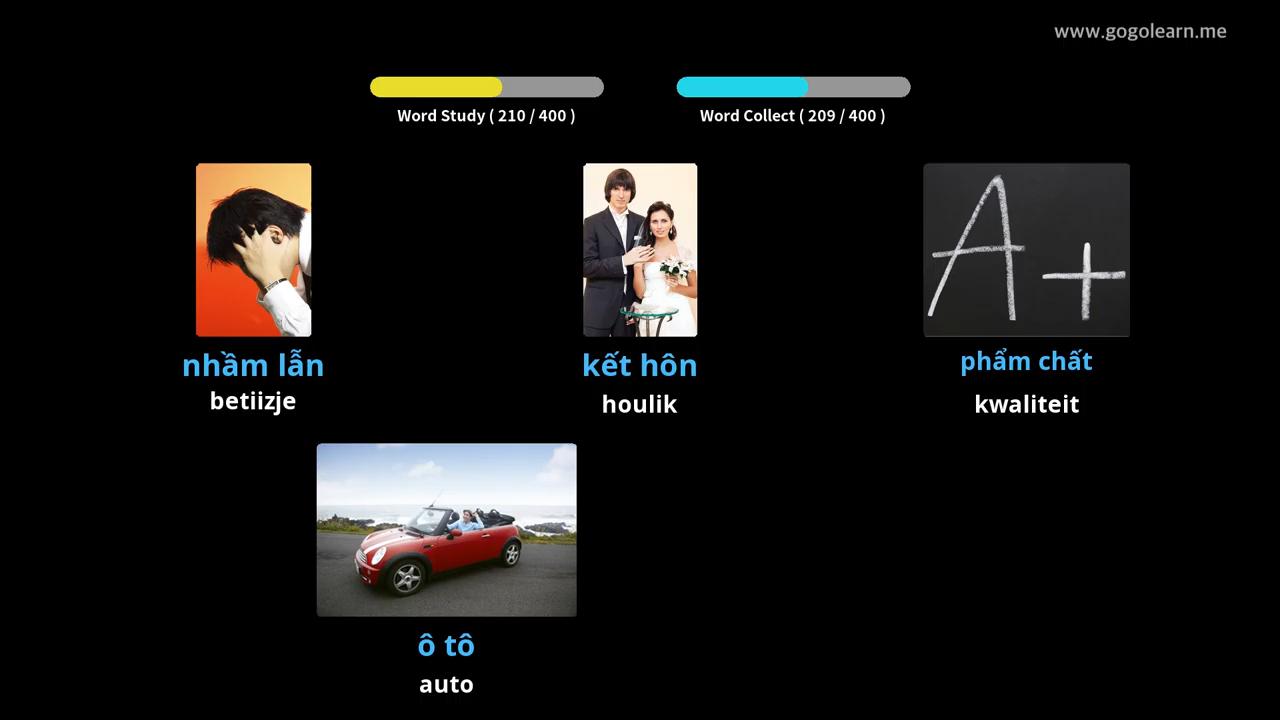 www.gogolearn.me
Word Study ( 210 / 400 )
Word Collect ( 209 / 400 )
nhầm lẫn
betiizje
kết hôn
houlik
A+
phẩm chất
kwaliteit
ô tô
auto